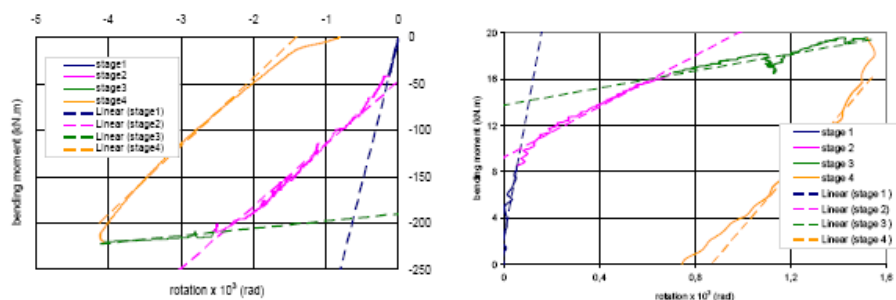 -5 -4 -3 -2 -1 0
0
-50
-100
-150
-200
-250
bending moment (kN.m)
stage1
stage2
stage3
stage4
Linear (stage1)
Linear (stage2)
Linear (stage3)
Linear (stage4)
rotation x 10³ (rad)
20
16
12
8
4
0
bending moment (kN.m)
stage 1
stage 2
stage 3
stage 4
Linear (stage 1 )
Linear (stage 2)
Linear (stage 3 )
Linear (stage 4 )
0 0,4 0,8 1,2 1,6
rotation x 10³ (rad)